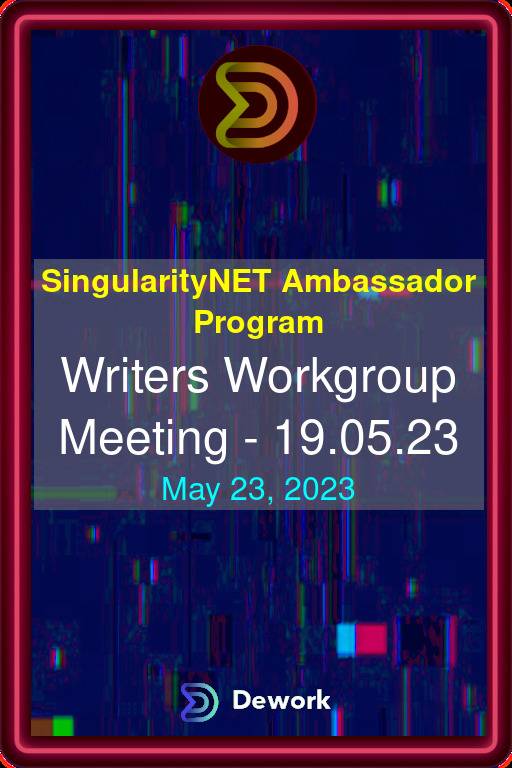 SingularityNET Ambassador
Program
Writers Workgroup
Meeting - 19.05.23
May 23, 2023
Dework